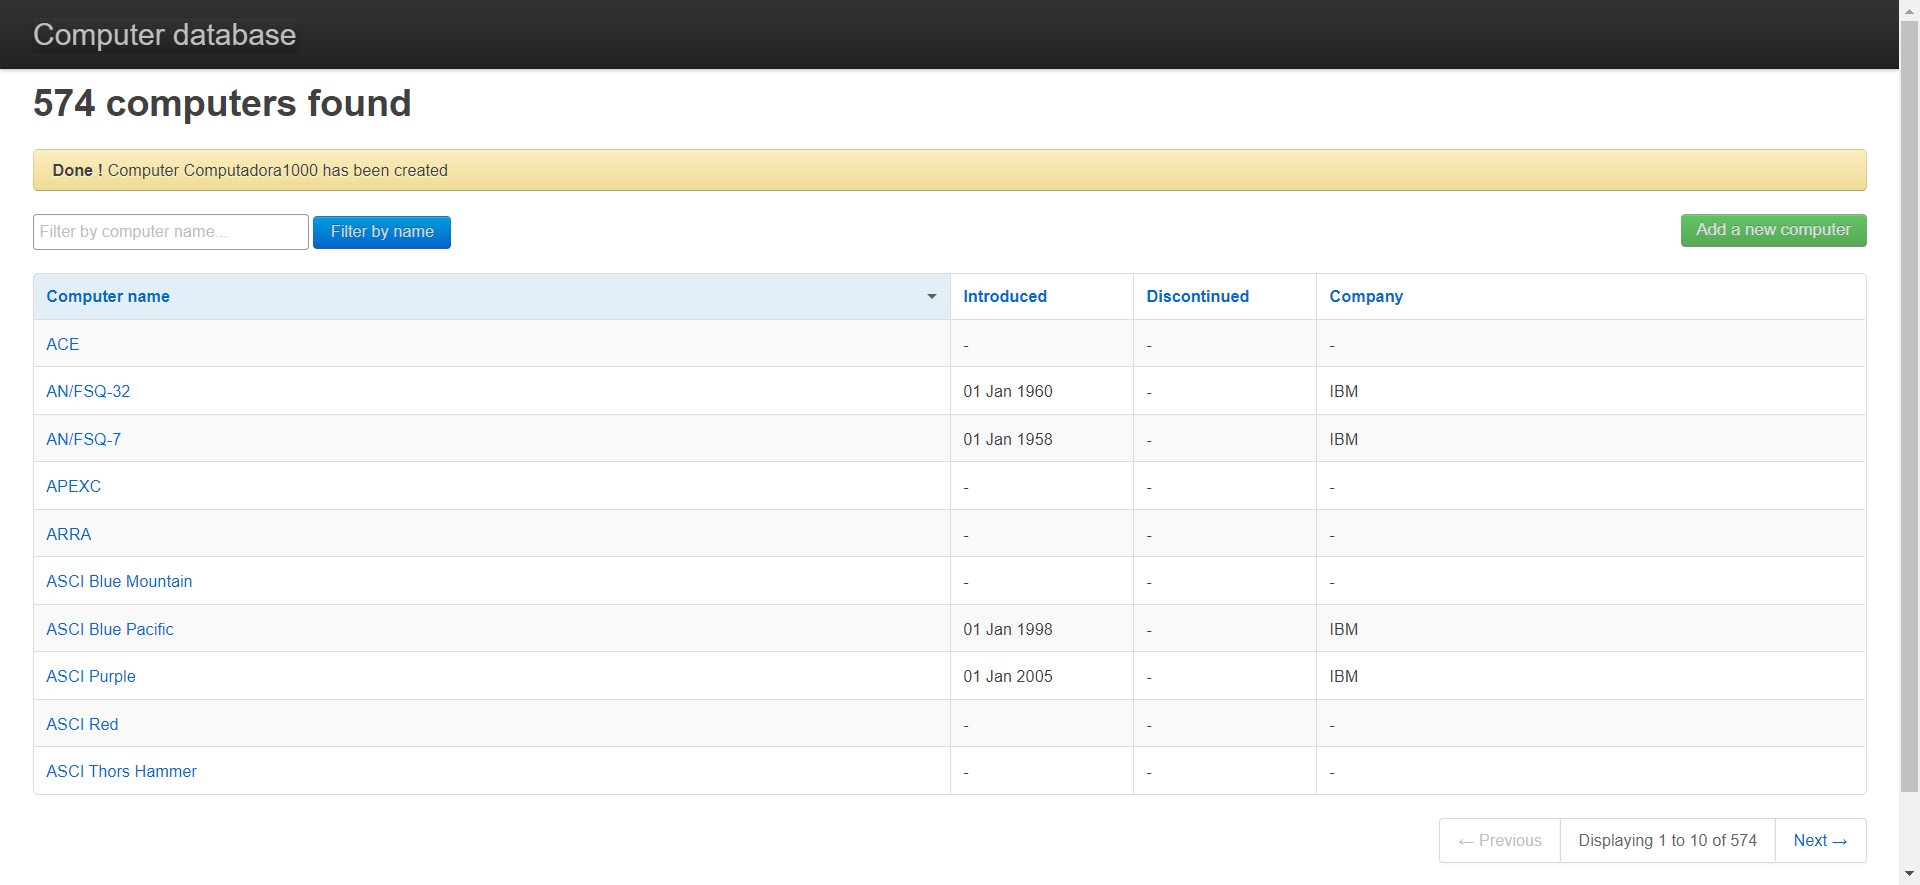 Computer database
574 computers found
Done ! Computer Computadora1000 has been created
Filter by computer name... Filter by name Add a new computer
Computer name Introduced Discontinued Company
ACE - - -
AN/FSQ-32 01 Jan 1960 - IBM
AN/FSQ-7 01 Jan 1958 - IBM
APEXC - - -
ARRA - - -
ASCI Blue Mountain - - -
ASCI Blue Pacific 01 Jan 1998 - IBM
ASCI Purple 01 Jan 2005 - IBM
ASCI Red - - -
ASCI Thors Hammer - - -
← Previous Displaying 1 to 10 of 574 Next →